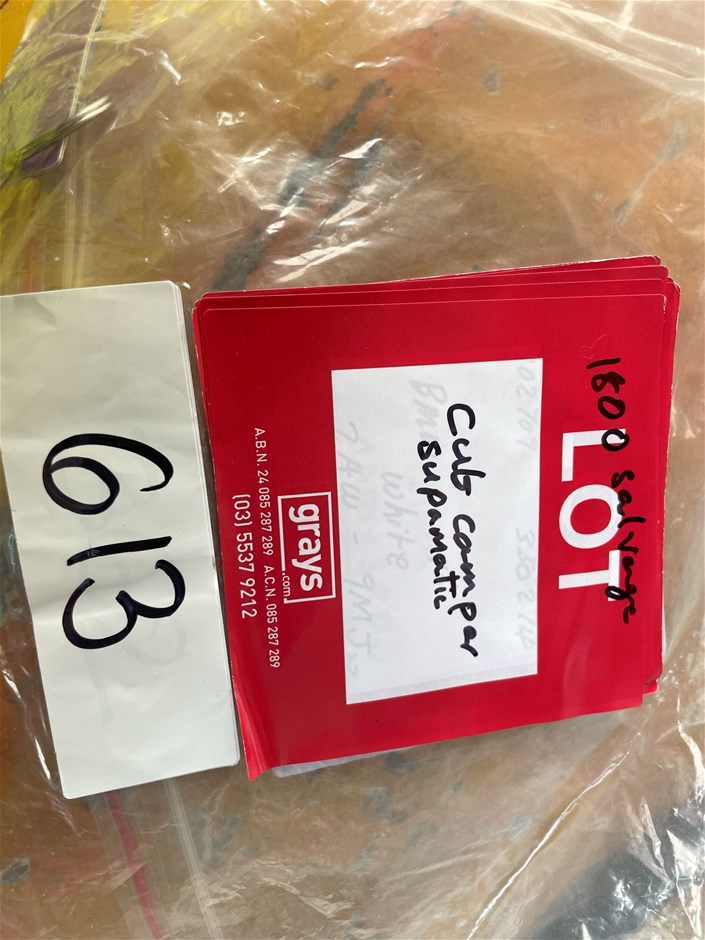 1800 salvage
LOT
Cub camper
supamatic
grays
.com
A.B.N. 24 085 287 289 A.C.N. 085 287 289
(03) 5537 9212
613